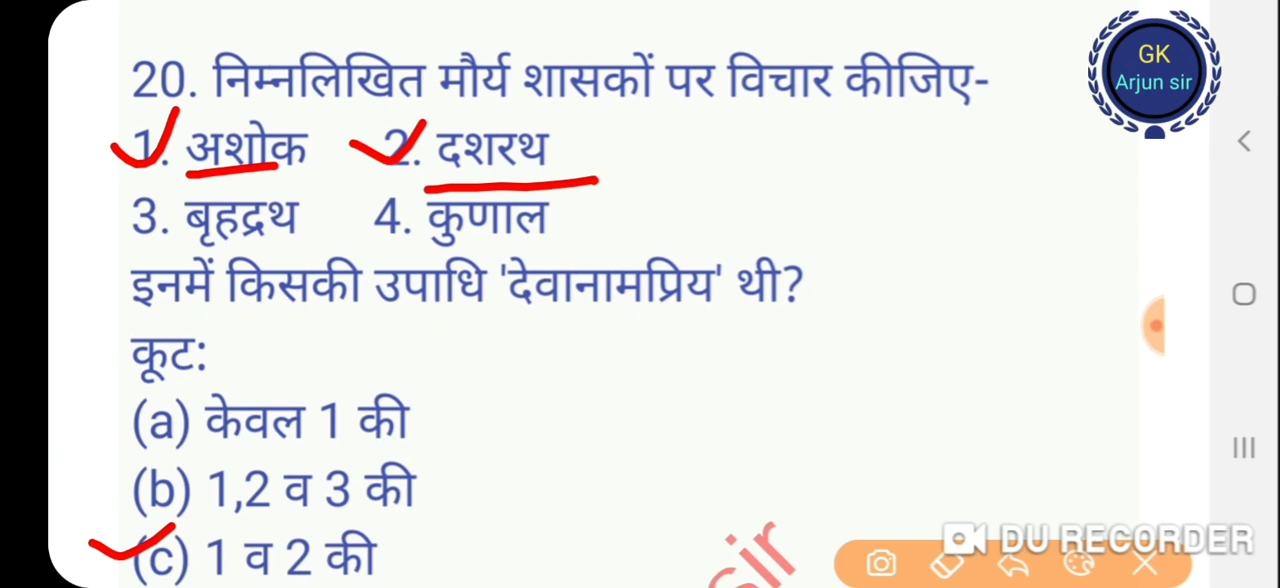 20. निम्नलिखित मौर्य शासकों पर विचार कीजिए-
1. अशोक 2. दशरथ
3. बृहद्रथ 4. कुणाल
इनमें किसकी उपाधि 'देवानामप्रिय' थी?
कूट:
(a) केवल 1 की
(b) 1,2 व 3 की
(c) 1 व 2 की
GK
Arjun sir
sir
DU RECORDER